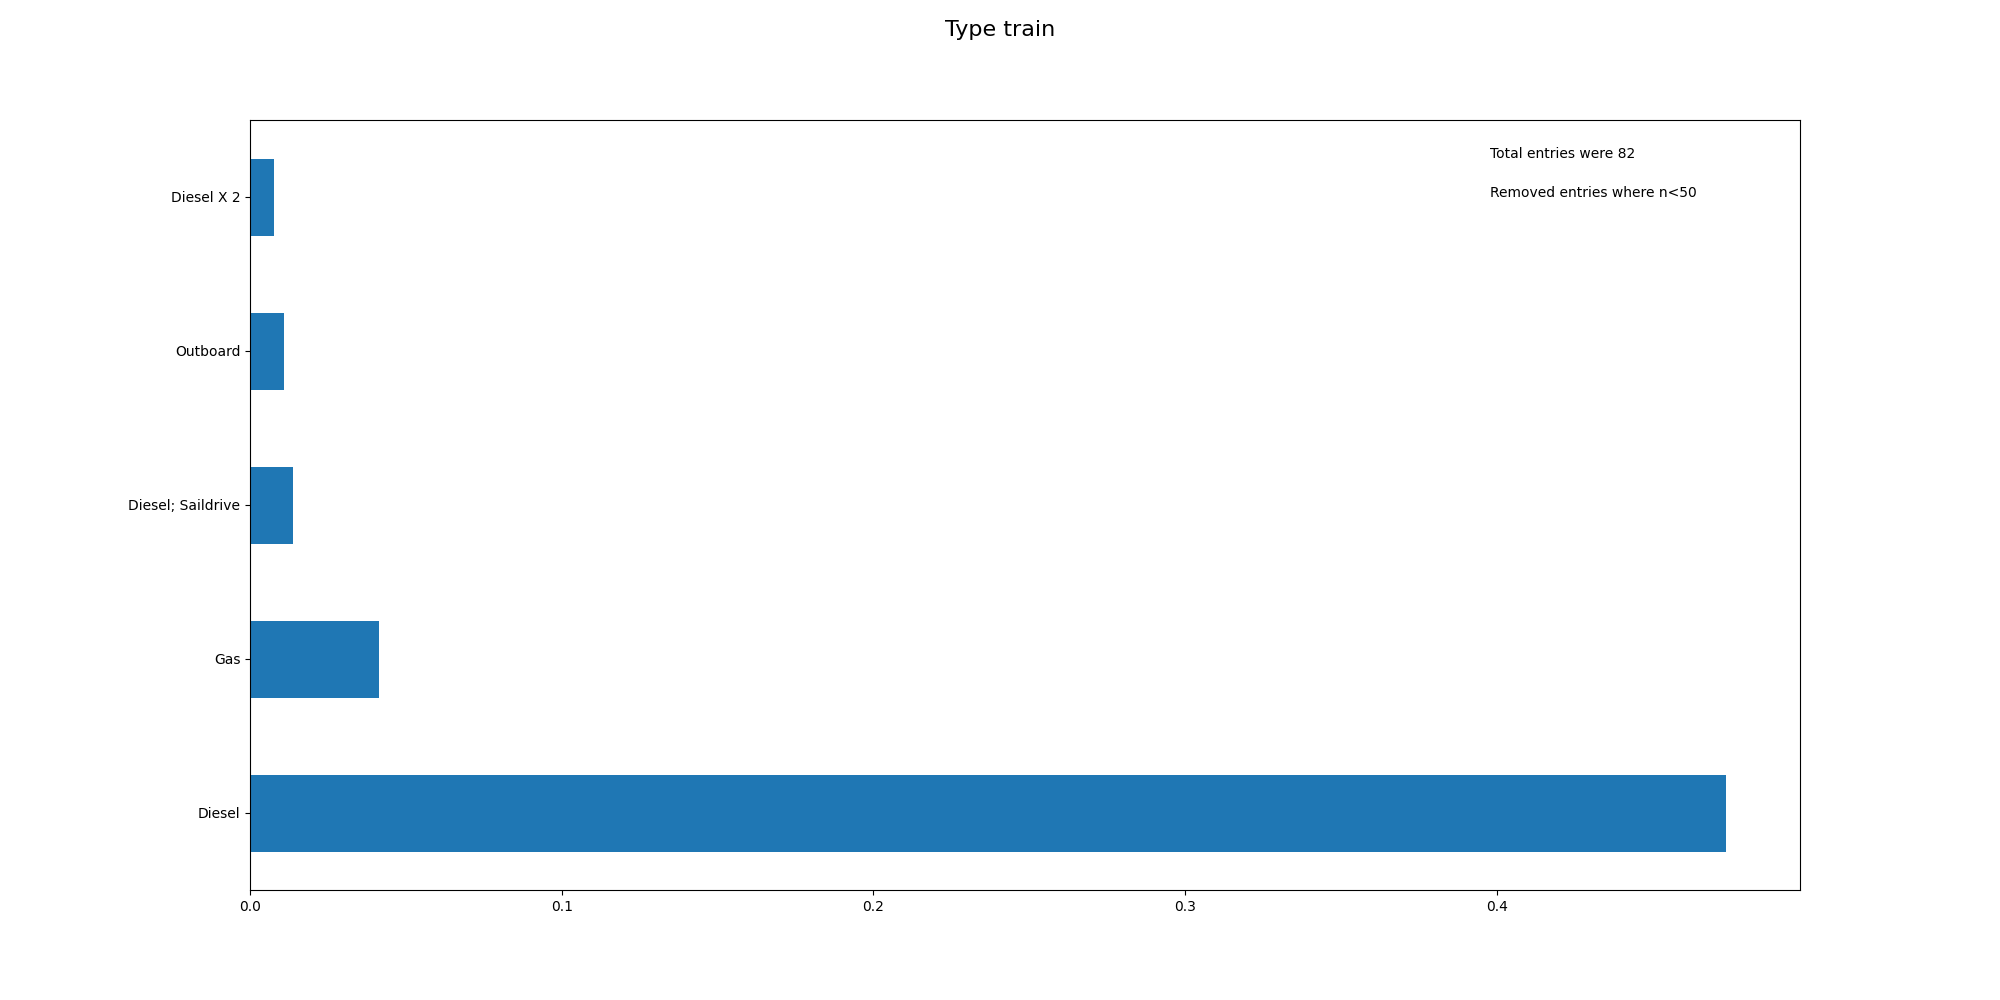 Type train
Total entries were 82
Removed entries where n<50
Diesel X 2
Outboard
Diesel; Saildrive
Gas
Diesel
0.0 0.1 0.2 0.3 0.4